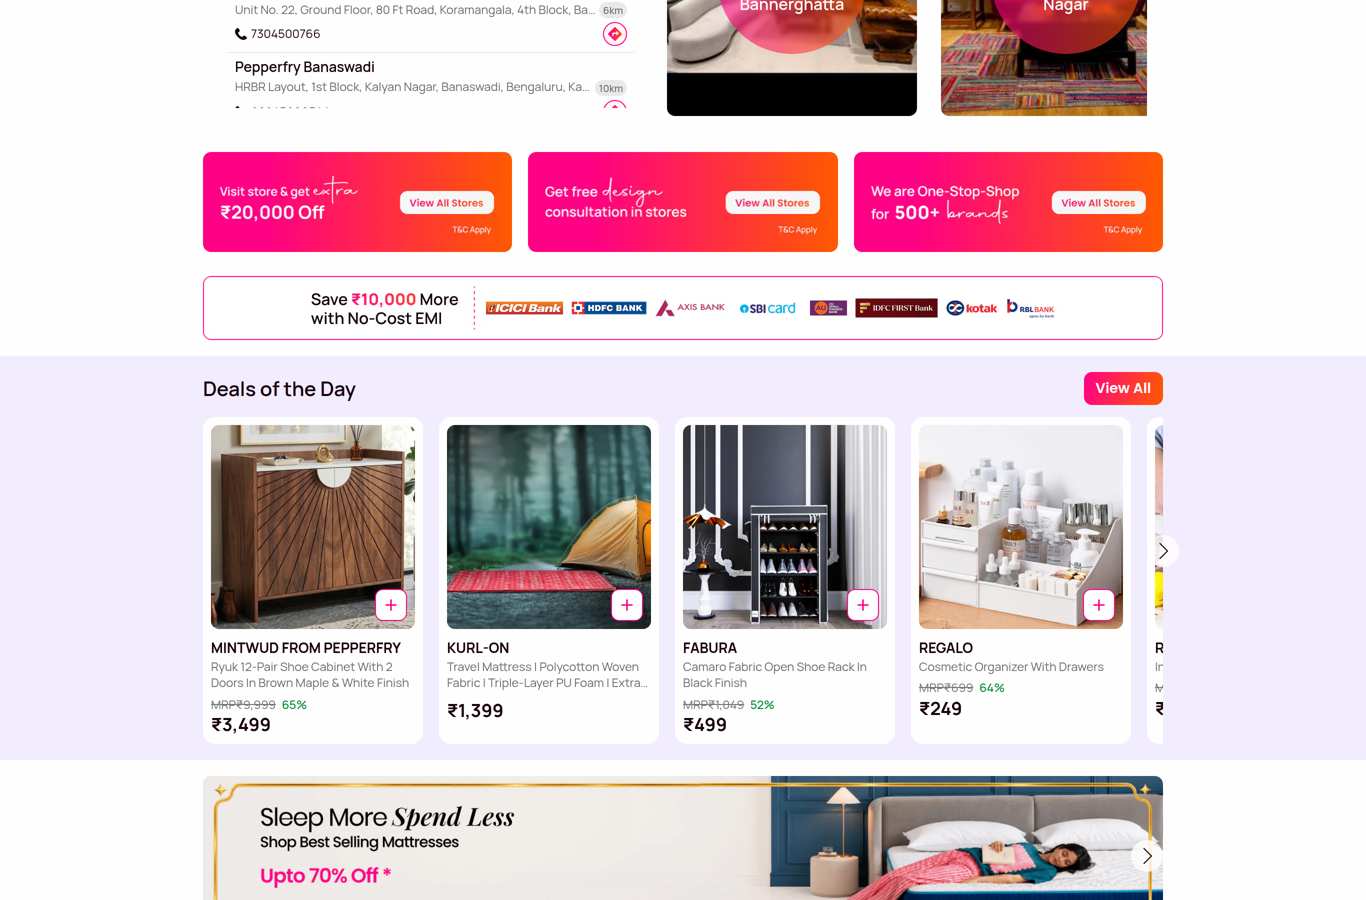 Unit No. 22, Ground Floor, 80 Ft Road, Koramangala, 4th Block, Ba...
6km
7304500766
Pepperfry Banaswadi
HRBR Layout, 1st Block, Kalyan Nagar, Banaswadi, Bengaluru, Ka...
10km
Bannerghatta
Nagar
Visit store & get extra
₹20,000 Off
View All Stores
T&C Apply
Get free design
consultation in stores
View All Stores
T&C Apply
We are One-Stop-Shop
for 500+ brands
View All Stores
T&C Apply
Save ₹10,000 More
with No-Cost EMI
ICICI Bank
HDFC BANK
AXIS BANK
SBI card
AU
IDFC FIRST Bank
kotak
RBLBANK
Deals of the Day
View All
MINTWUD FROM PEPPERFRY
Ryuk 12-Pair Shoe Cabinet With 2
Doors In Brown Maple & White Finish
MRP₹9,999 65%
₹3,499
KURL-ON
Travel Mattress | Polycotton Woven
Fabric | Triple-Layer PU Foam | Extra...
₹1,399
FABURA
Camaro Fabric Open Shoe Rack In
Black Finish
MRP₹1,049 52%
₹499
REGALO
Cosmetic Organizer With Drawers
MRP₹699 64%
₹249
Sleep More Spend Less
Shop Best Selling Mattresses
Upto 70% Off *